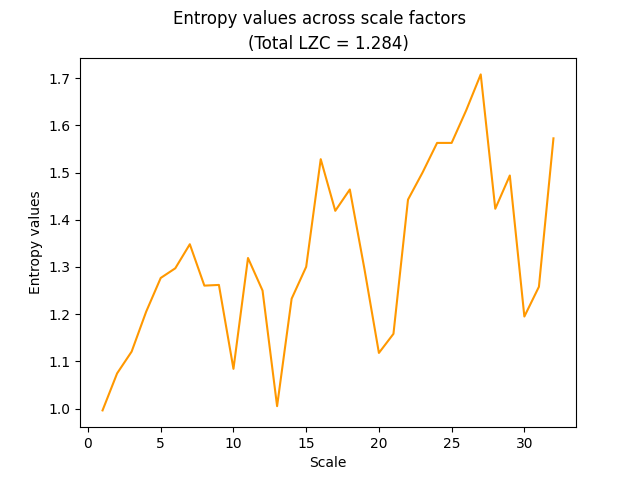 Entropy values across scale factors
(Total LZC = 1.284)
1.7
1.6
1.5
1.4
1.3
1.2
1.1
1.0
Entropy values
0 5 10 15 20 25 30
Scale